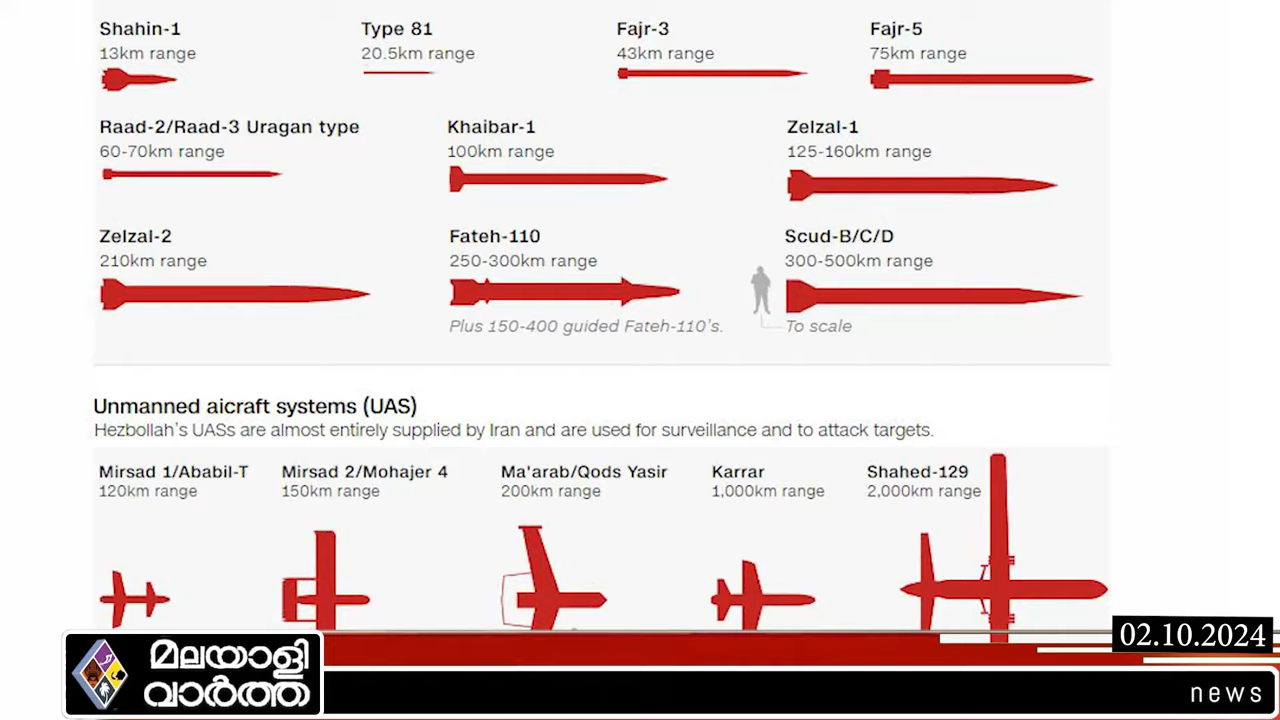 Shahin-1
13km range
Type 81
20.5km range
Fajr-3
43km range
Fajr-5
75km range
Raad-2/Raad-3 Uragan type
60-70km range
Khaibar-1
100km range
Zelzal-1
125-160km range
Zelzal-2
210km range
Fateh-110
250-300km range
Plus 150-400 guided Fateh-110's.
Scud-B/C/D
300-500km range
To scale
Unmanned aicraft systems (UAS)
Hezbollah's UASs are almost entirely supplied by Iran and are used for surveillance and to attack targets.
Mirsad 1/Ababil-T
120km range
Mirsad 2/Mohajer 4
150km range
Ma'arab/Qods Yasir
200km range
Karrar
1,000km range
Shahed-129
2,000km range
02.10.2024
മലയാളി
വാർത്ത
news